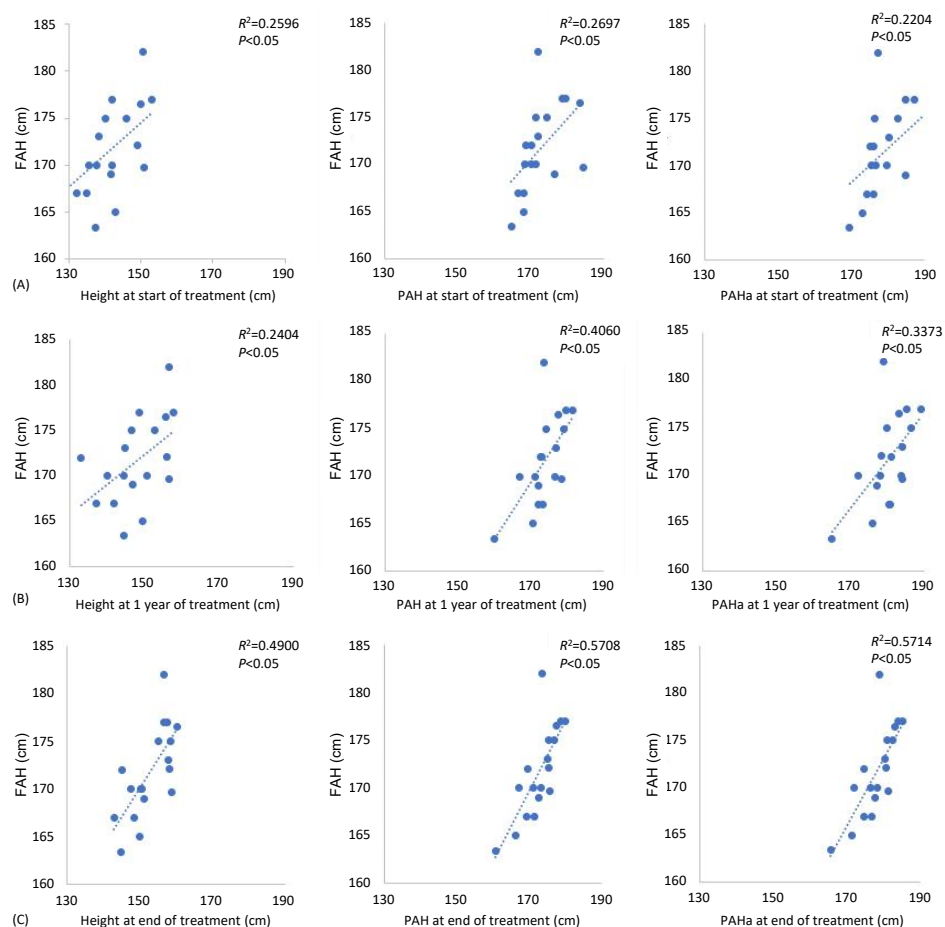 R²=0.2596
P<0.05
185
180
175
170
165
160
FAH (cm)
130 150 170 190
Height at start of treatment (cm)
R²=0.2697
P<0.05
185
180
175
170
165
160
FAH (cm)
130 150 170 190
PAH at start of treatment (cm)
R²=0.2204
P<0.05
185
180
175
170
165
160
FAH (cm)
130 150 170 190
PAHa at start of treatment (cm)
(A)
R²=0.2404
P<0.05
185
180
175
170
165
160
FAH (cm)
130 150 170 190
Height at 1 year of treatment (cm)
R²=0.4060
P<0.05
185
180
175
170
165
160
FAH (cm)
130 150 170 190
PAH at 1 year of treatment (cm)
R²=0.3373
P<0.05
185
180
175
170
165
160
FAH (cm)
130 150 170 190
PAHa at 1 year of treatment (cm)
(B)
R²=0.4900
P<0.05
185
180
175
170
165
160
FAH (cm)
130 150 170 190
Height at end of treatment (cm)
R²=0.5708
P<0.05
185
180
175
170
165
160
FAH (cm)
130 150 170 190
PAH at end of treatment (cm)
R²=0.5714
P<0.05
185
180
175
170
165
160
FAH (cm)
130 150 170 190
PAHa at end of treatment (cm)
(C)